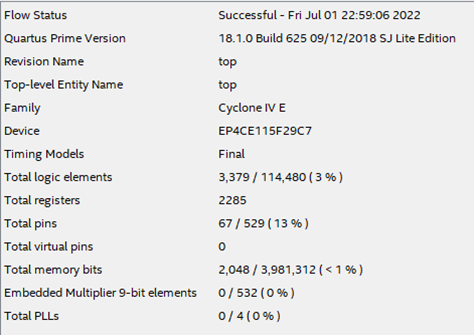 Flow Status Successful - Fri Jul 01 22:59:06 2022
Quartus Prime Version 18.1.0 Build 625 09/12/2018 SJ Lite Edition
Revision Name top
Top-level Entity Name top
Family Cyclone IV E
Device EP4CE115F29C7
Timing Models Final
Total logic elements 3,379 / 114,480 ( 3 % )
Total registers 2285
Total pins 67 / 529 ( 13 % )
Total virtual pins 0
Total memory bits 2,048 / 3,981,312 ( < 1 % )
Embedded Multiplier 9-bit elements 0 / 532 ( 0 % )
Total PLLs 0 / 4 ( 0 % )